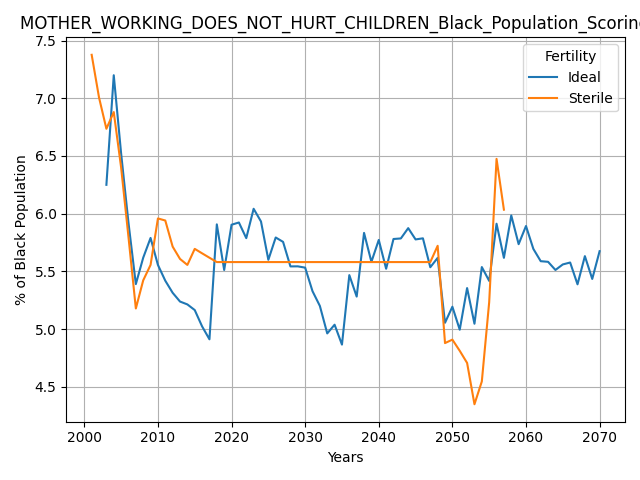 MOTHER_WORKING_DOES_NOT_HURT_CHILDREN_Black_Population_Scoring
Fertility
Ideal
Sterile
7.5
7.0
6.5
6.0
5.5
5.0
4.5
% of Black Population
2000 2010 2020 2030 2040 2050 2060 2070
Years